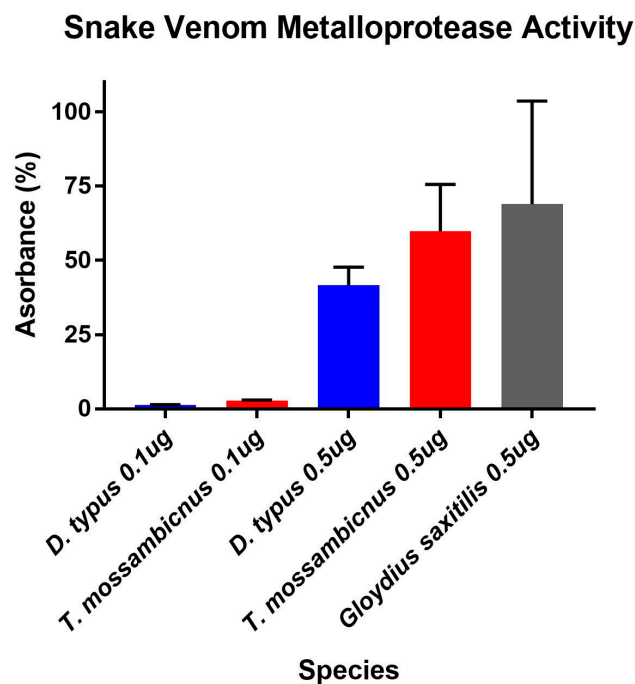 Snake Venom Metalloprotease Activity
Asorbance (%)
100
75
50
25
0
D. typus 0.1ug
T. mossambicnus 0.1ug
D. typus 0.5ug
T. mossambicnus 0.5ug
Gloydius saxitilis 0.5ug
Species